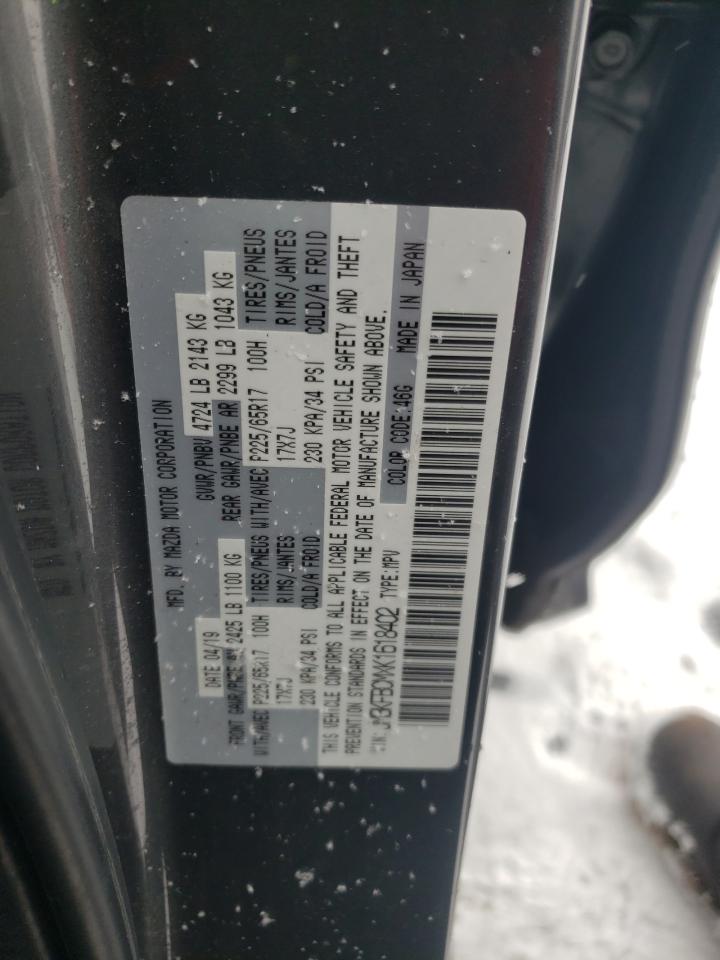 MFD. BY MAZDA MOTOR CORPORATION
DATE 04/19 GVWR/PNBV 4724 LB 2143 KG
FRONT GAWR/PNBE AV 2425 LB 1100 KG REAR GAWR/PNBE AR 2299 LB 1043 KG
WITH/AVEC P225/65R17 100H TIRES/PNEUS WITH/AVEC P225/65R17 100H TIRES/PNEUS
17X7J RIMS/JANTES 17X7J RIMS/JANTES
230 KPA/34 PSI COLD/A FROID 230 KPA/34 PSI COLD/A FROID
THIS VEHICLE CONFORMS TO ALL APPLICABLE FEDERAL MOTOR VEHICLE SAFETY AND THEFT
PREVENTION STANDARDS IN EFFECT ON THE DATE OF MANUFACTURE SHOWN ABOVE.
COLOR CODE:46G MADE IN JAPAN
TYPE:MPV